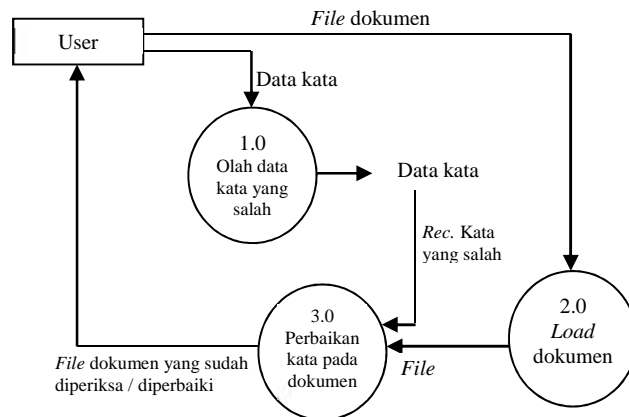 File dokumen
User
Data kata
1.0
Olah data
kata yang
salah
Data kata
Rec. Kata
yang salah
2.0
Load
dokumen
3.0
Perbaikan
kata pada
dokumen
File
File dokumen yang sudah
diperiksa / diperbaiki